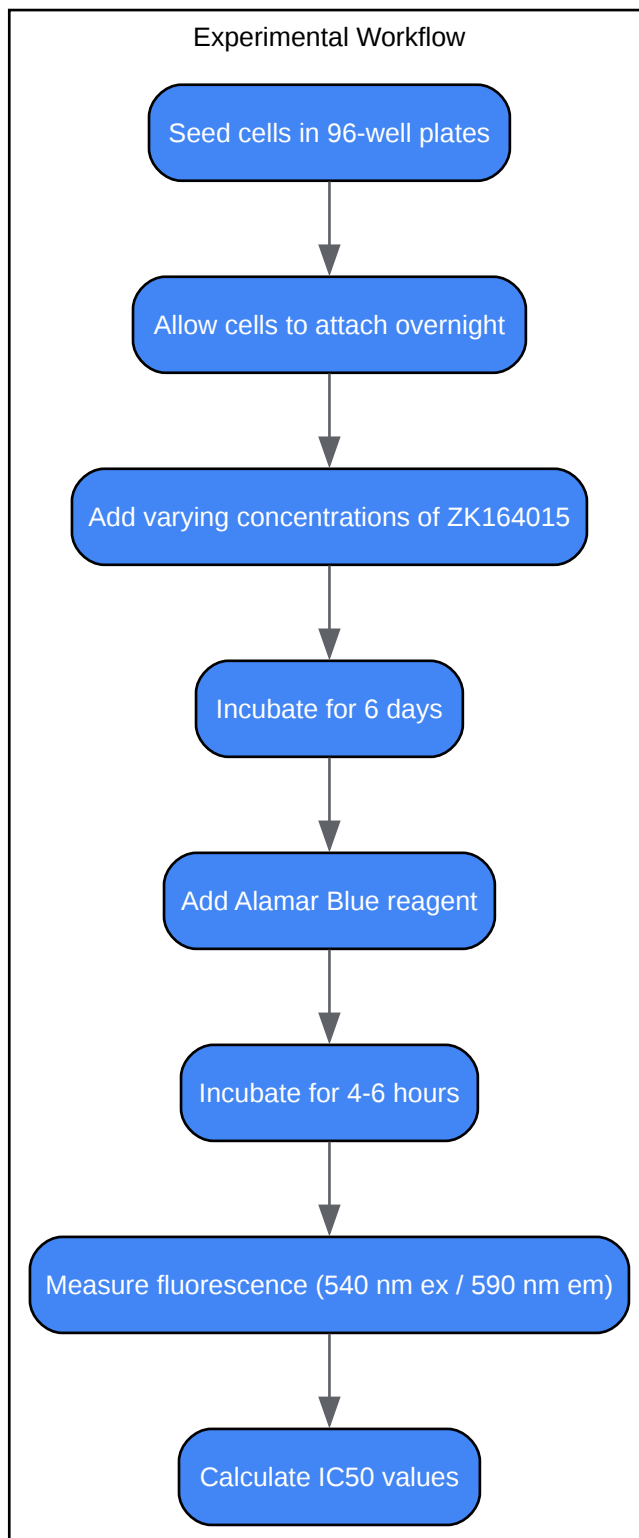 Experimental Workflow
Seed cells in 96-well plates
Allow cells to attach overnight
Add varying concentrations of ZK164015
Incubate for 6 days
Add Alamar Blue reagent
Incubate for 4-6 hours
Measure fluorescence (540 nm ex / 590 nm em)
Calculate IC50 values